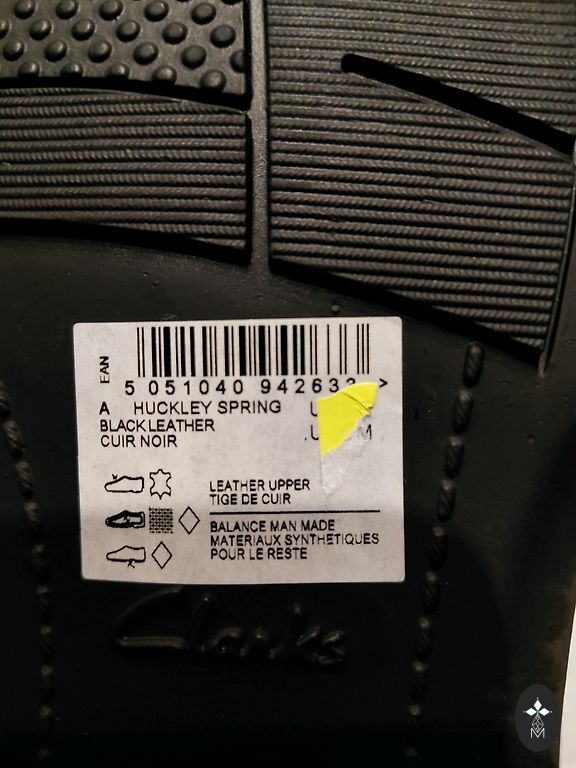 EAN
5 051040 942633 >
A HUCKLEY SPRING
BLACK LEATHER
CUIR NOIR
LEATHER UPPER
TIGE DE CUIR
BALANCE MAN MADE
MATERIAUX SYNTHETIQUES
POUR LE RESTE
Clarks
M